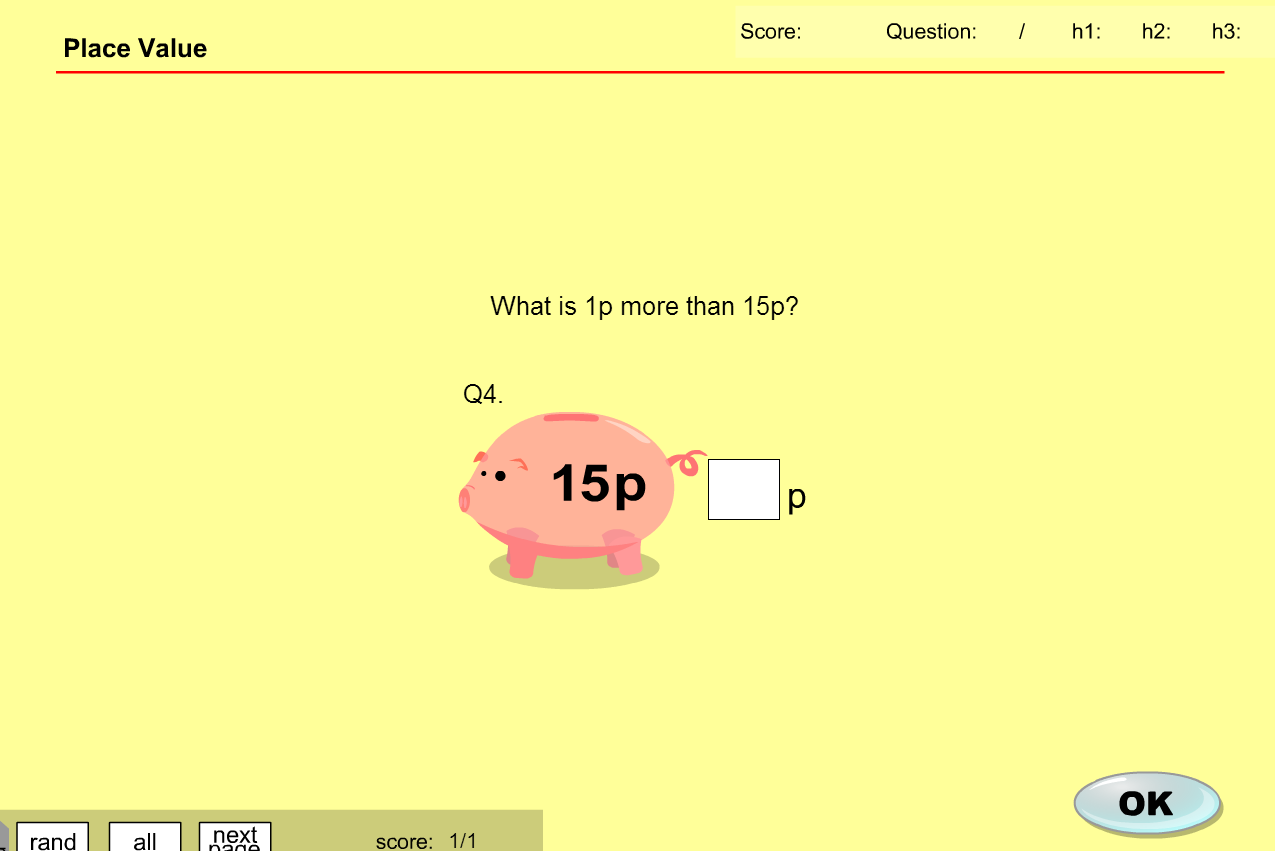 Place Value
Score: Question: / h1: h2: h3:
What is 1p more than 15p?
Q4.
15p
p
OK
rand all next page score: 1/1